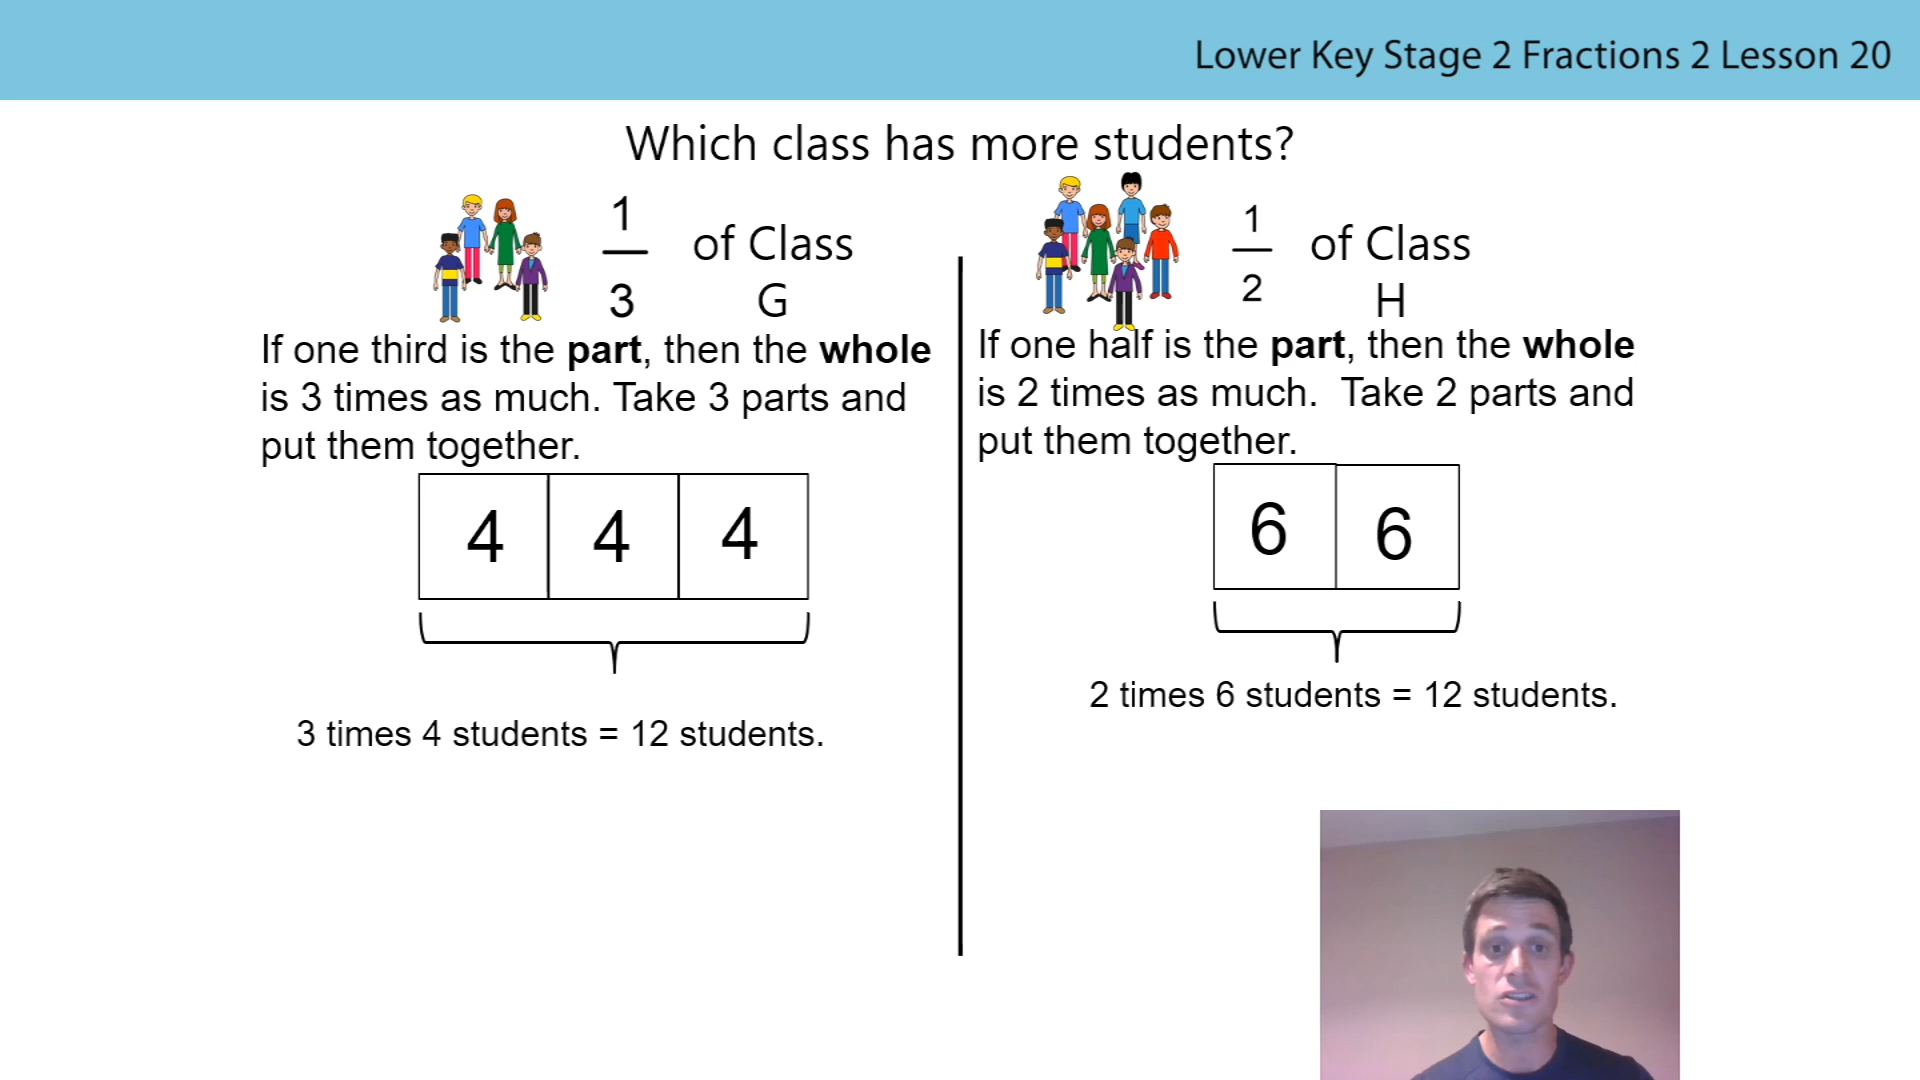 Lower Key Stage 2 Fractions 2 Lesson 20
Which class has more students?
1
3
of Class
G
If one third is the part, then the whole
is 3 times as much. Take 3 parts and
put them together.
4 4 4
3 times 4 students = 12 students.
1
2
of Class
H
If one half is the part, then the whole
is 2 times as much. Take 2 parts and
put them together.
6 6
2 times 6 students = 12 students.